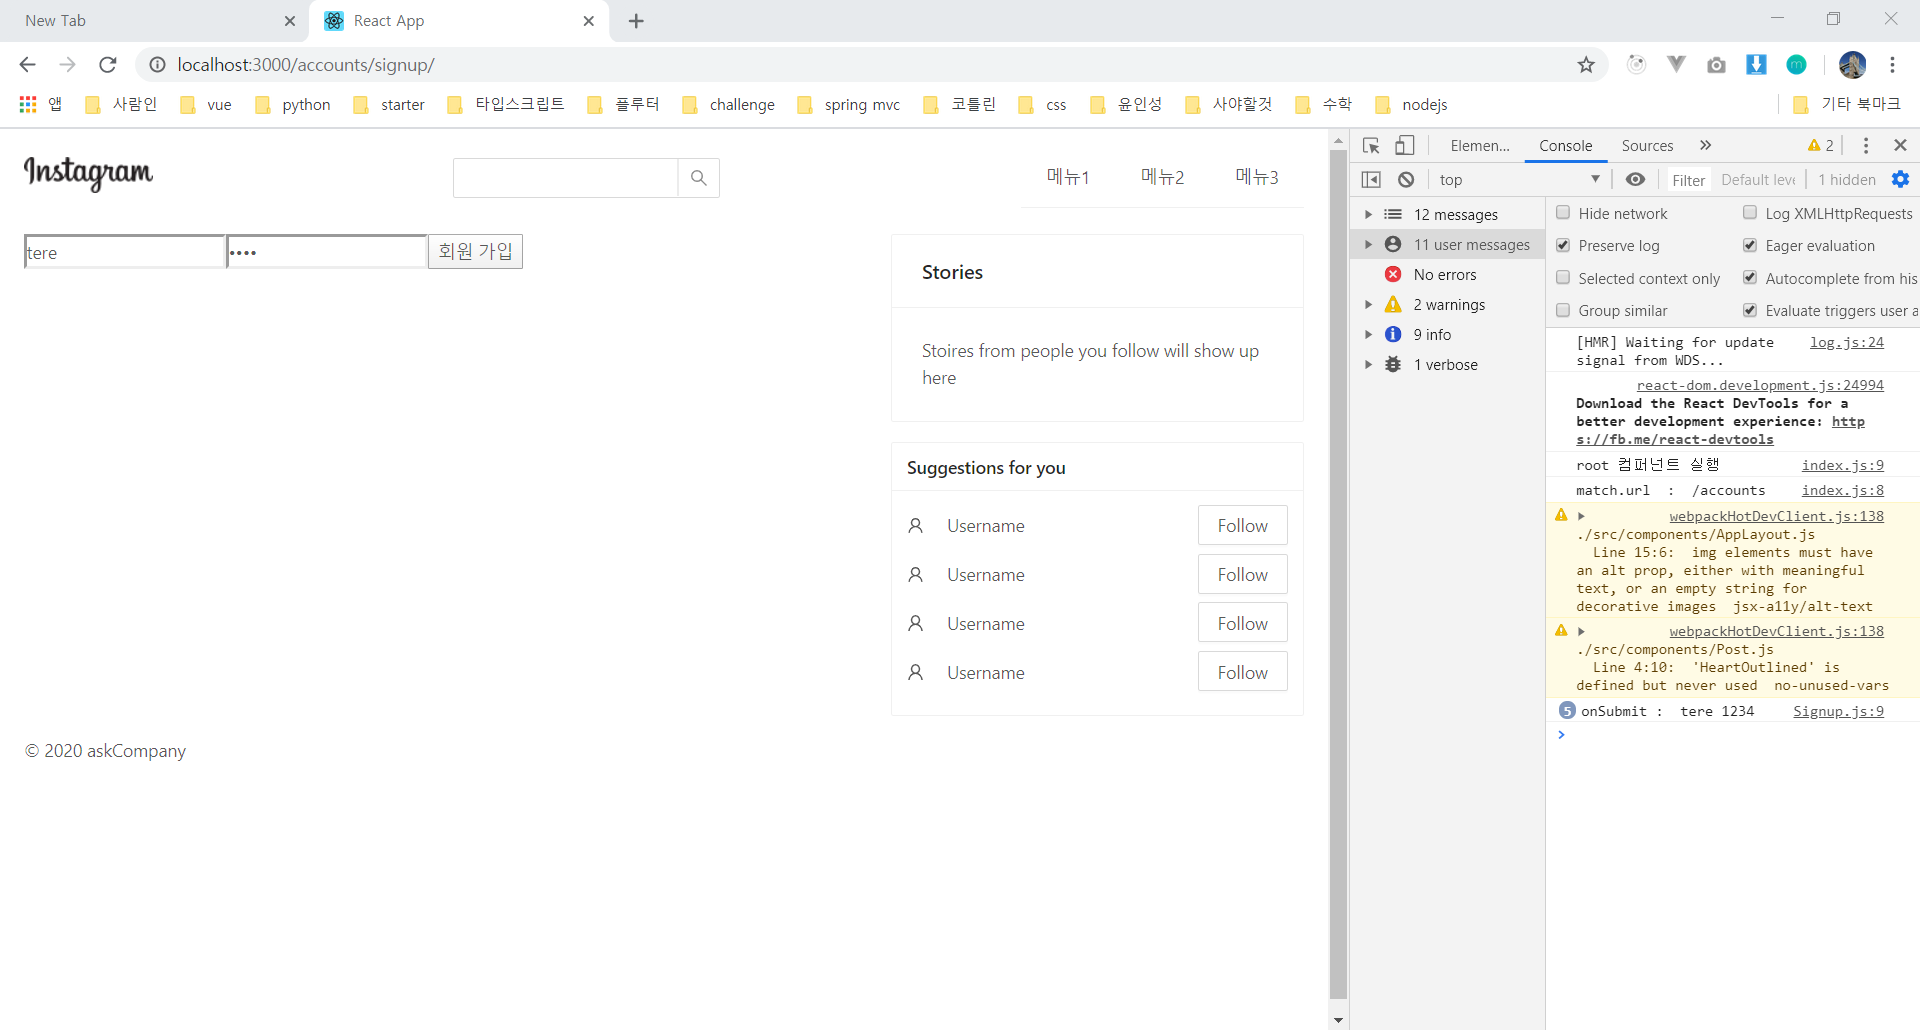 New Tab
React App
localhost:3000/accounts/signup/
앱 사람인 vue python starter 타입스크립트 플루터 challenge spring mvc 코틀린 css 윤인성 사야할것 수학 nodejs 기타 북마크
Instagram
메뉴1 메뉴2 메뉴3
tere
••••
회원 가입
Stories
Stoires from people you follow will show up
here
Suggestions for you
Username Follow
Username Follow
Username Follow
Username Follow
© 2020 askCompany
Elemen... Console Sources » 2
top Filter Default leve 1 hidden
12 messages
11 user messages
No errors
2 warnings
9 info
1 verbose
Hide network Log XMLHttpRequests
Preserve log Eager evaluation
Selected context only Autocomplete from his
Group similar Evaluate triggers user a
[HMR] Waiting for update log.js:24
signal from WDS...
react-dom.development.js:24994
Download the React DevTools for a
better development experience: http
s://fb.me/react-devtools
root 컴퍼넌트 실행 index.js:9
match.url : /accounts index.js:8
webpackHotDevClient.js:138
./src/components/AppLayout.js
Line 15:6: img elements must have
an alt prop, either with meaningful
text, or an empty string for
decorative images jsx-a11y/alt-text
webpackHotDevClient.js:138
./src/components/Post.js
Line 4:10: 'HeartOutlined' is
defined but never used no-unused-vars
5 onSubmit : tere 1234 Signup.js:9